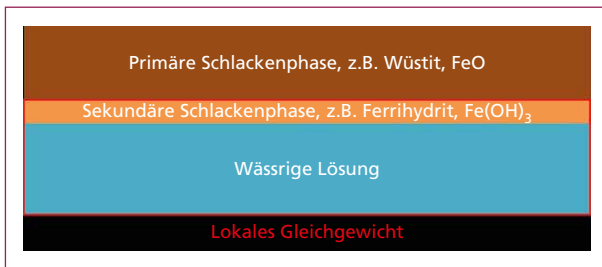 Primäre Schlackenphase, z.B. Wüstit, FeO
Sekundäre Schlackenphase, z.B. Ferrihydrit, Fe(OH)₃
Wässrige Lösung
Lokales Gleichgewicht